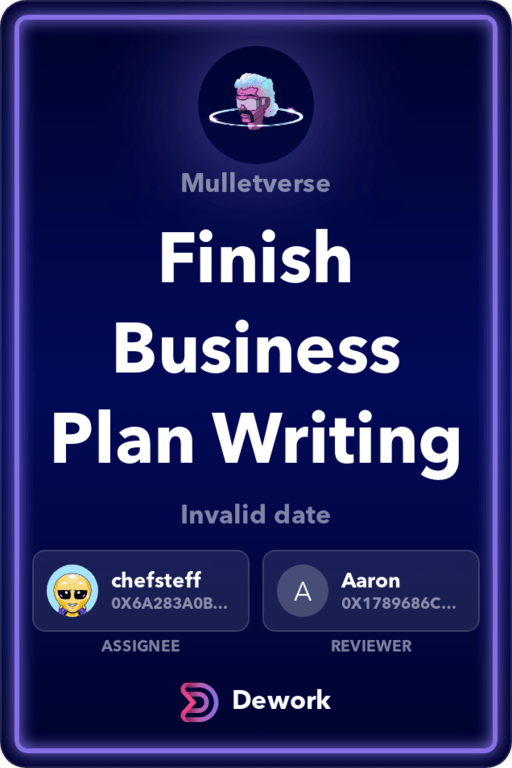 Mulletverse
Finish
Business
Plan Writing
Invalid date
chefsteff
0X6A283A0B...
ASSIGNEE
A
Aaron
0X1789686C...
REVIEWER
Dework